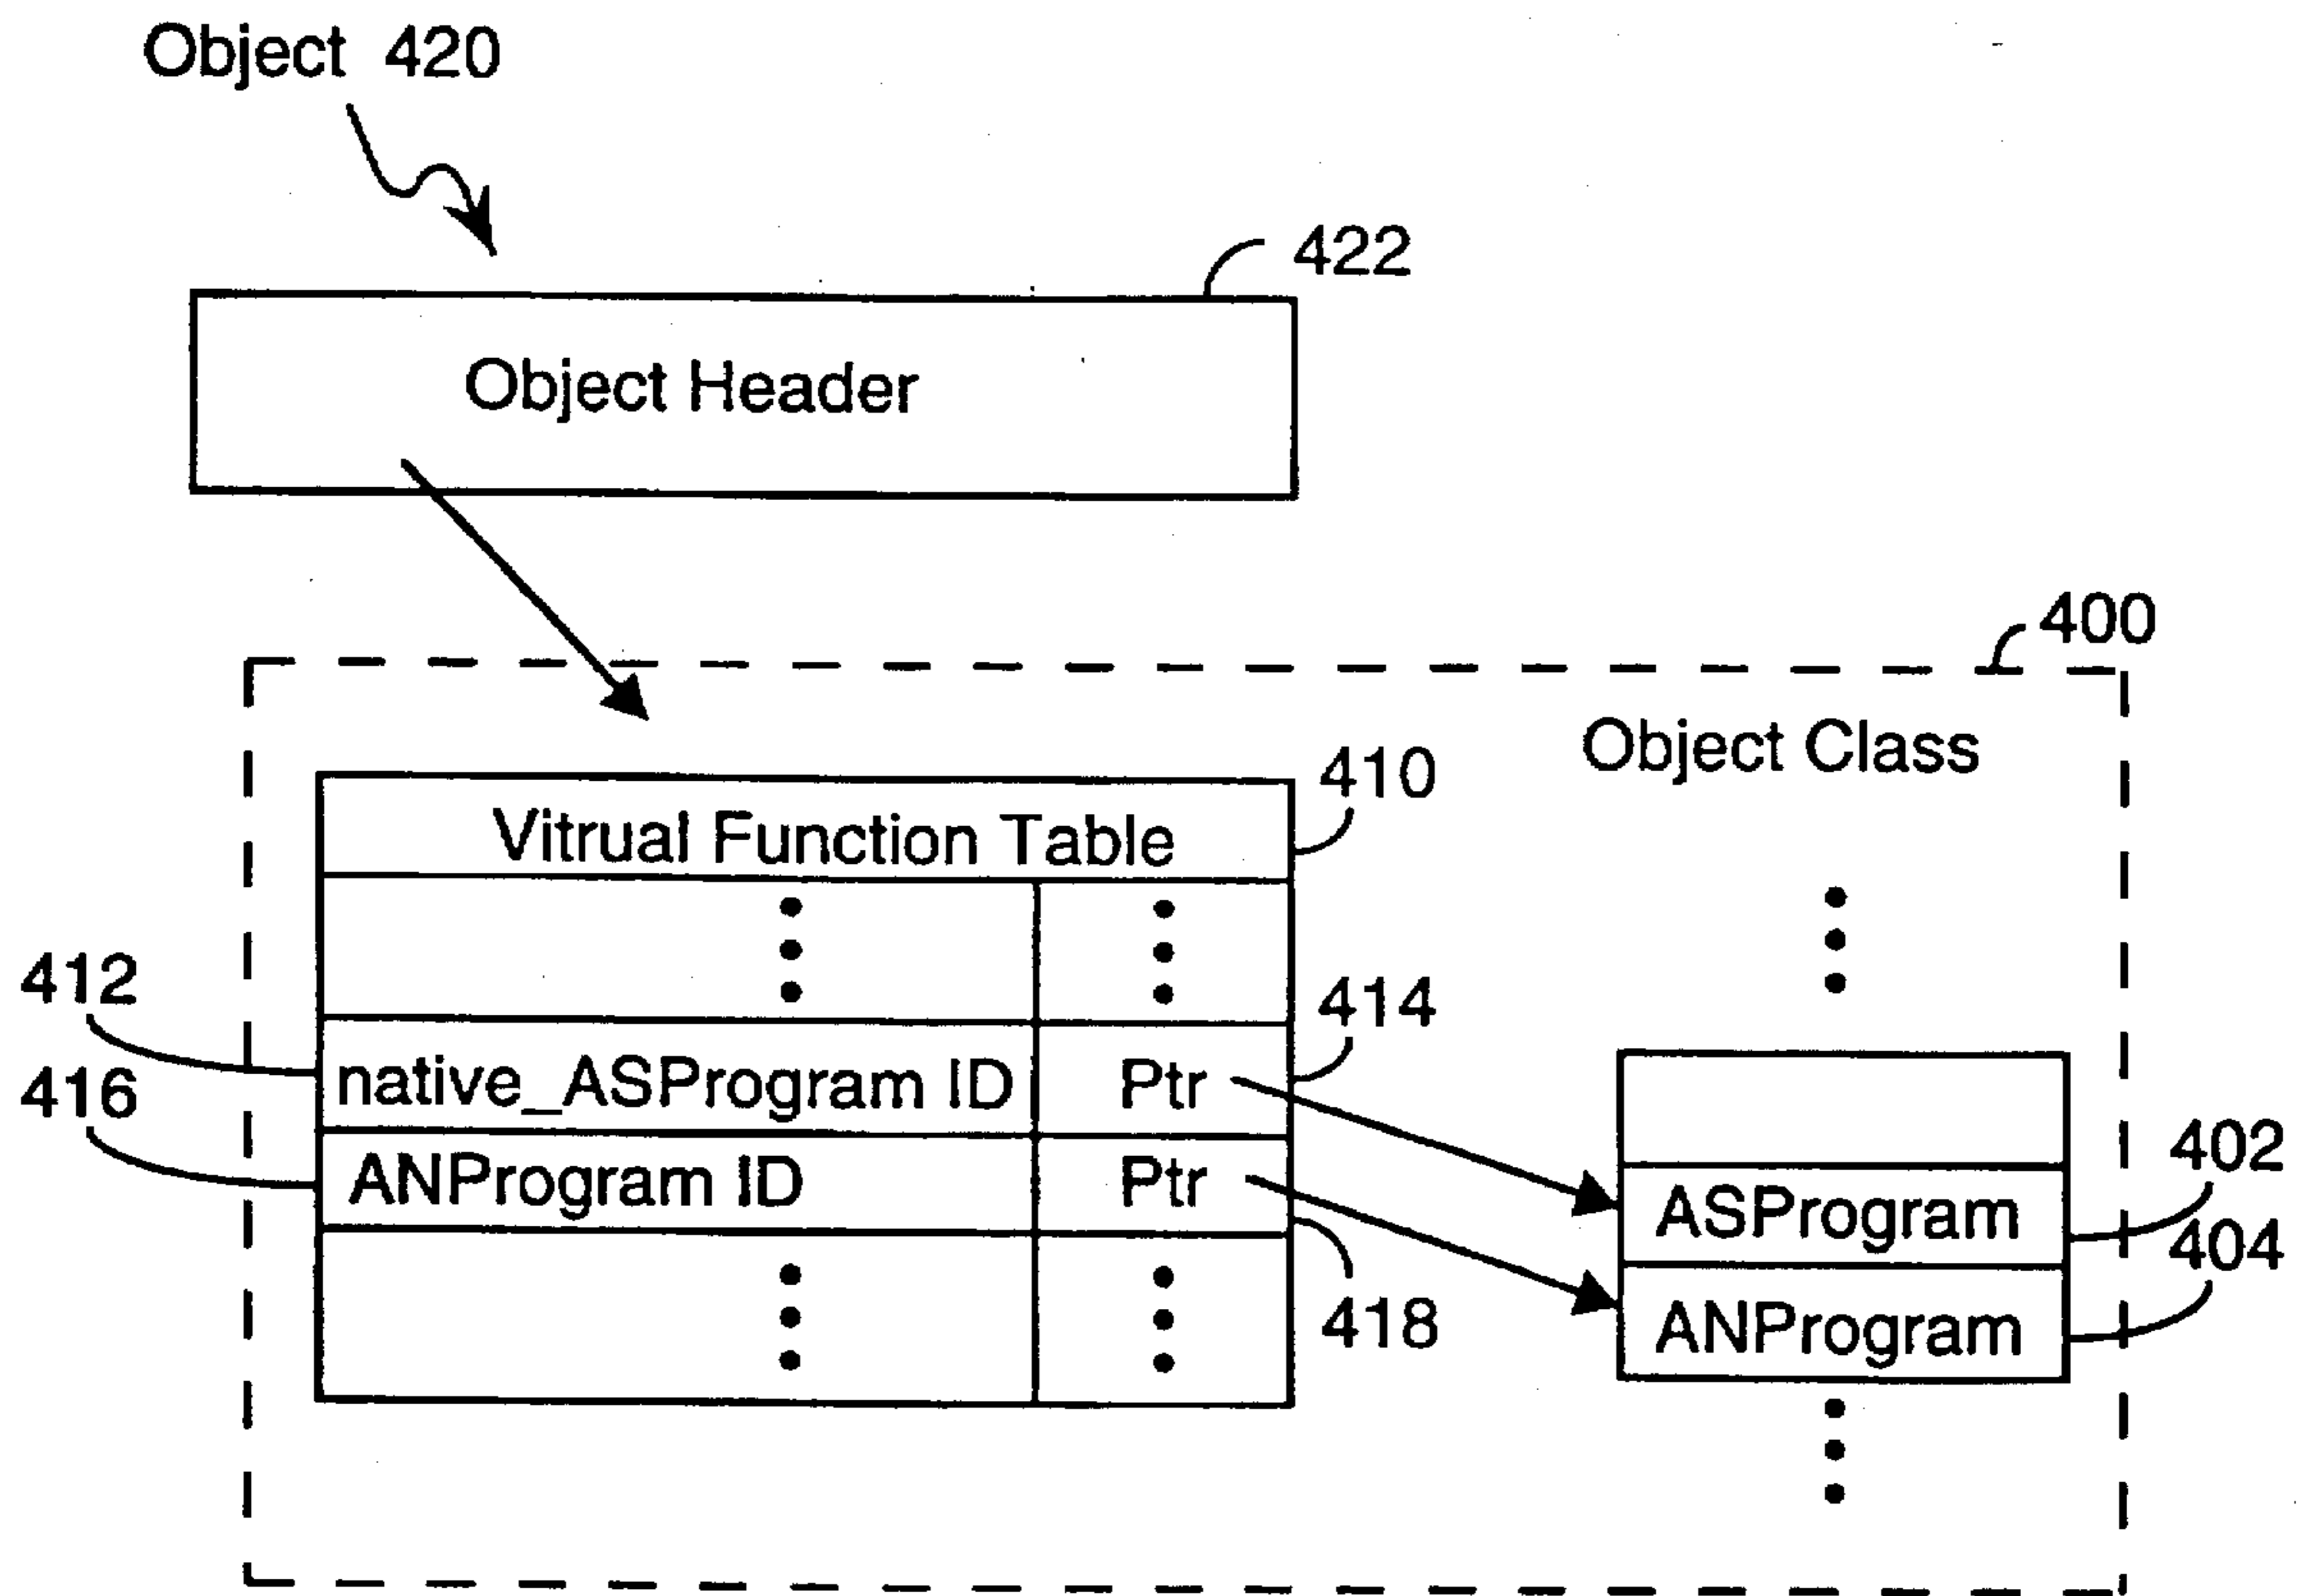 Object 420
422
Object Header
400
Object Class
410
Vitrual Function Table
412
414
native_ASProgram ID
Ptr
416
ANProgram ID
Ptr
418
402
ASProgram
404
ANProgram